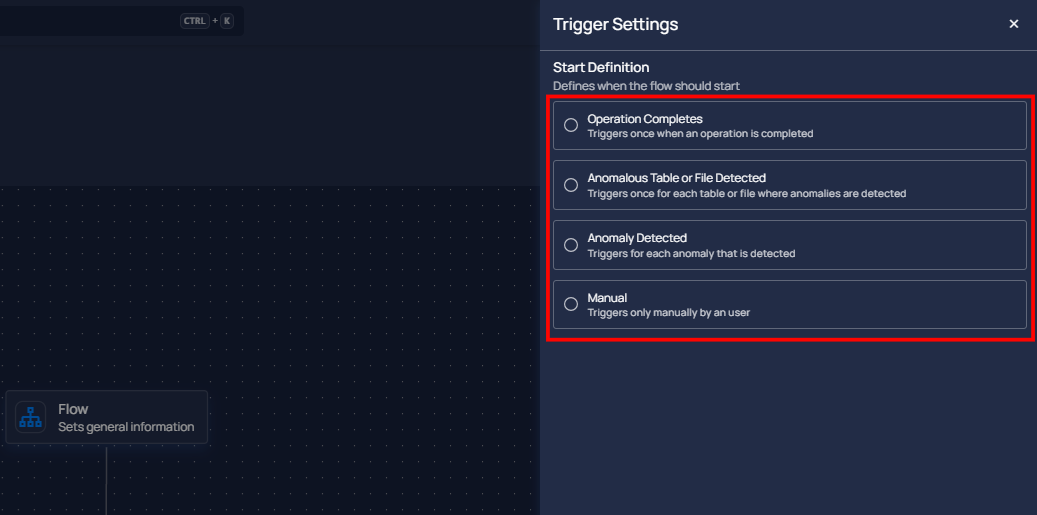 CTRL + K
Trigger Settings
Start Definition
Defines when the flow should start
Operation Completes
Triggers once when an operation is completed
Anomalous Table or File Detected
Triggers once for each table or file where anomalies are detected
Anomaly Detected
Triggers for each anomaly that is detected
Manual
Triggers only manually by an user
Flow
Sets general information